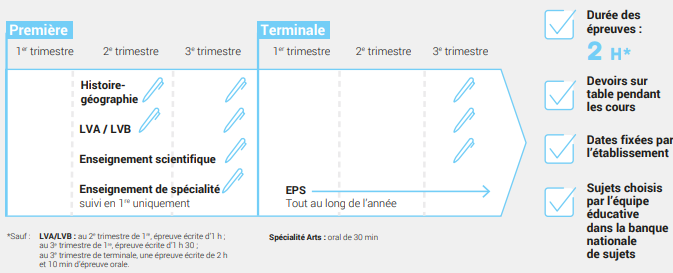 Première
Terminale
1er trimestre
2e trimestre
3e trimestre
1er trimestre
2e trimestre
3e trimestre
Histoire-
géographie
LVA / LVB
Enseignement scientifique
Enseignement de spécialité
suivi en 1re uniquement
EPS
Tout au long de l'année
*Sauf : LVA/LVB : au 2e trimestre de 1re, épreuve écrite d'1 h ;
au 3e trimestre de 1re, épreuve écrite d'1 h 30 ;
au 3e trimestre de terminale, une épreuve écrite de 2 h
et 10 min d'épreuve orale.
Spécialité Arts : oral de 30 min
Durée des
épreuves :
2 H*
Devoirs sur
table pendant
les cours
Dates fixées par
l'établissement
Sujets choisis
par l'équipe
éducative
dans la banque
nationale
de sujets